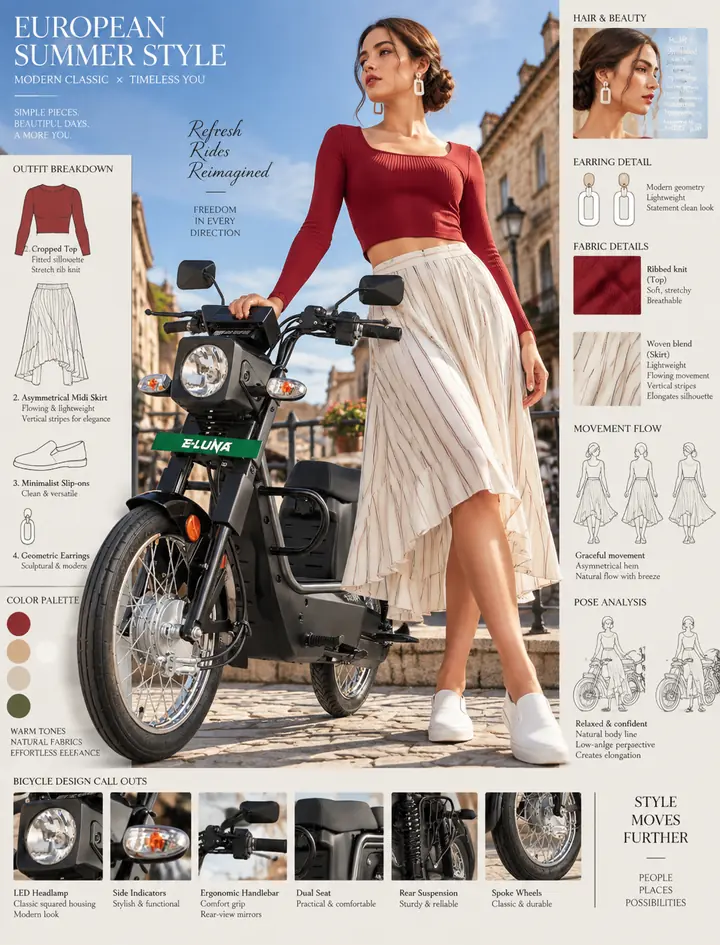 EUROPEAN
SUMMER STYLE
MODERN CLASSIC × TIMELESS YOU
SIMPLE PIECES.
BEAUTIFUL DAYS.
A MORE YOU.
Refresh
Rides
Reimagined
FREEDOM
IN EVERY
DIRECTION
OUTFIT BREAKDOWN
Cropped Top
Fitted silhouette
Stretch rib knit
2. Asymmetrical Midi Skirt
Flowing & lightweight
Vertical stripes for elegance
3. Minimalist Slip-ons
Clean & versatile
4. Geometric Earrings
Sculptural & modern
COLOR PALETTE
WARM TONES
NATURAL FABRICS
EFFORTLESS ELEGANCE
E-LUNA
HAIR & BEAUTY
EARRING DETAIL
Modern geometry
Lightweight
Statement clean look
FABRIC DETAILS
Ribbed knit
(Top)
Soft, stretchy
Breathable
Woven blend
(Skirt)
Lightweight
Flowing movement
Vertical stripes
Elongates silhouette
MOVEMENT FLOW
Graceful movement
Asymmetrical hem
Natural flow with breeze
POSE ANALYSIS
Relaxed & confident
Natural body line
Low-anlge perpaective
Creates elongation
BICYCLE DESIGN CALL OUTS
LED Headlamp
Classic squared housing
Modern look
Side Indicators
Stylish & functional
Ergonomic Handlebar
Comfort grip
Rear-view mirrors
Dual Seat
Practical & comfortable
Rear Suspension
Sturdy & reliable
Spoke Wheels
Classic & durable
STYLE
MOVES
FURTHER
PEOPLE
PLACES
POSSIBILITIES